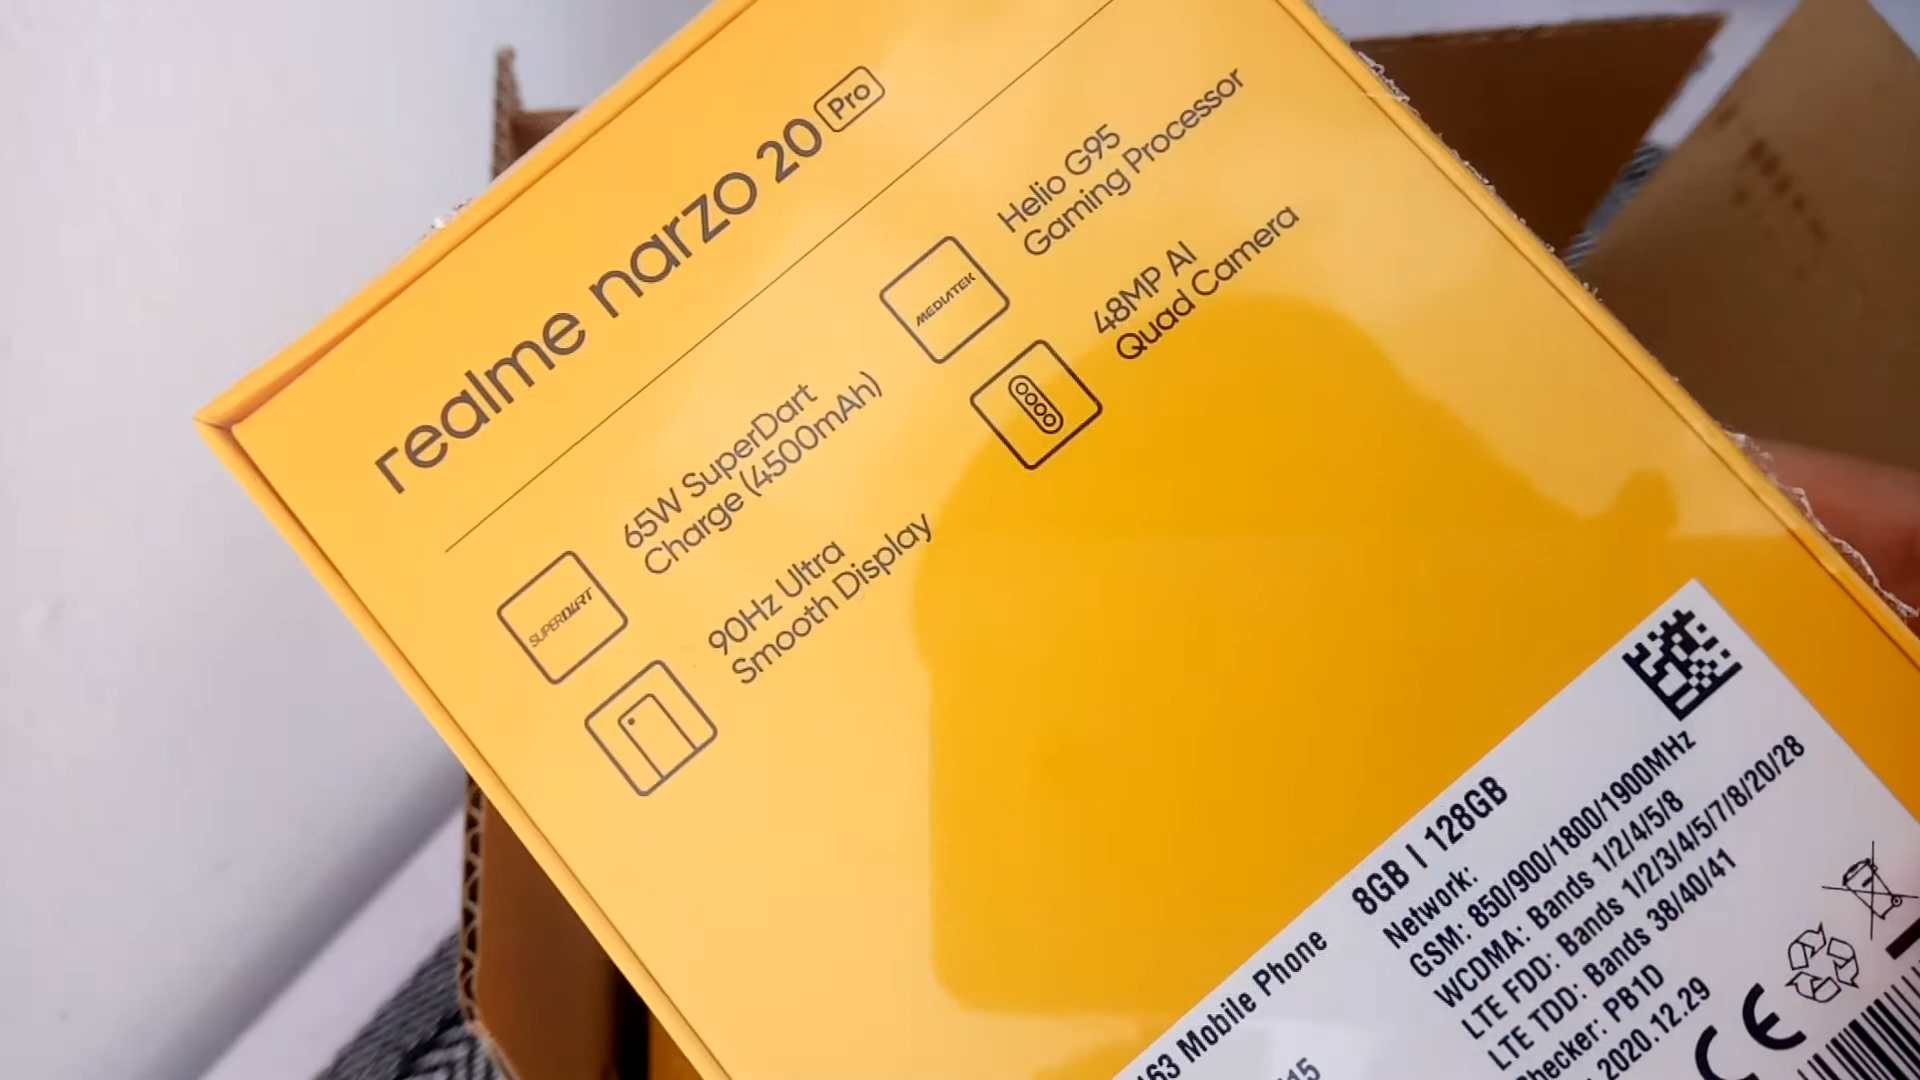 realme narzo 20 Pro
SUPERDART
65W SuperDart
Charge (4500mAh)
MEDIATEK
Helio G95
Gaming Processor
90Hz Ultra
Smooth Display
48MP AI
Quad Camera
Mobile Phone
8GB | 128GB
Network:
GSM: 850/900/1800/1900MHz
WCDMA: Bands 1/2/4/5/8
LTE FDD: Bands 1/2/3/4/5/7/8/20/28
LTE TDD: Bands 38/40/41
PB1D
2020.12.29
CE